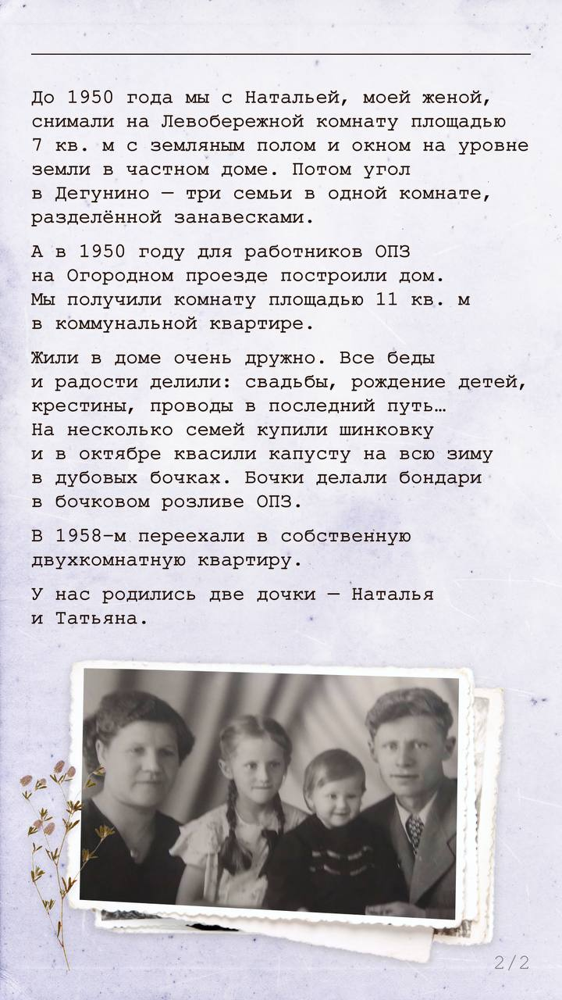 До 1950 года мы с Натальей, моей женой,
снимали на Левобережной комнату площадью
7 кв. м с земляным полом и окном на уровне
земли в частном доме. Потом угол
в Дегунино — три семьи в одной комнате,
разделённой занавесками.
А в 1950 году для работников ОПЗ
на Огородном проезде построили дом.
Мы получили комнату площадью 11 кв. м
в коммунальной квартире.
Жили в доме очень дружно. Все беды
и радости делили: свадьбы, рождение детей,
крестины, проводы в последний путь…
На несколько семей купили шинковку
и в октябре квасили капусту на всю зиму
в дубовых бочках. Бочки делали бондари
в бочковом розливе ОПЗ.
В 1958–м переехали в собственную
двухкомнатную квартиру.
У нас родились две дочки — Наталья
и Татьяна.
2/2